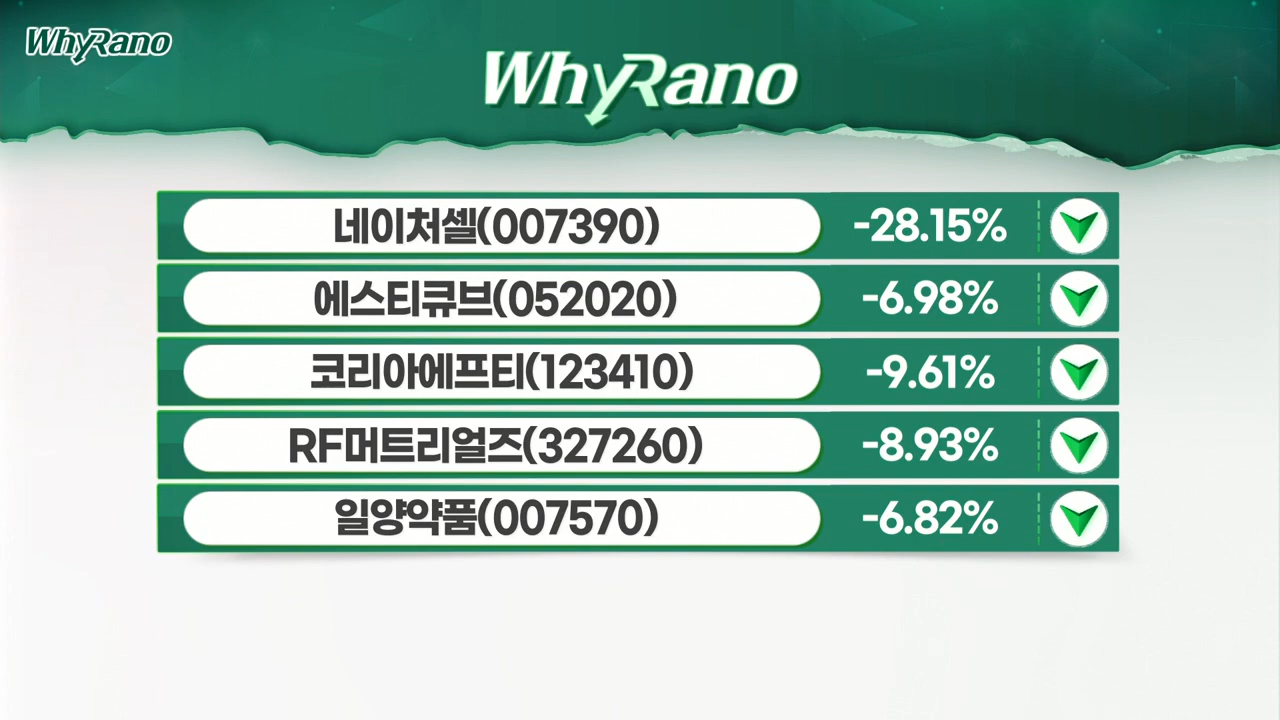 WhyRano
WhyRano
네이처셀(007390) -28.15%
에스티큐브(052020) -6.98%
코리아에프티(123410) -9.61%
RF머트리얼즈(327260) -8.93%
일양약품(007570) -6.82%